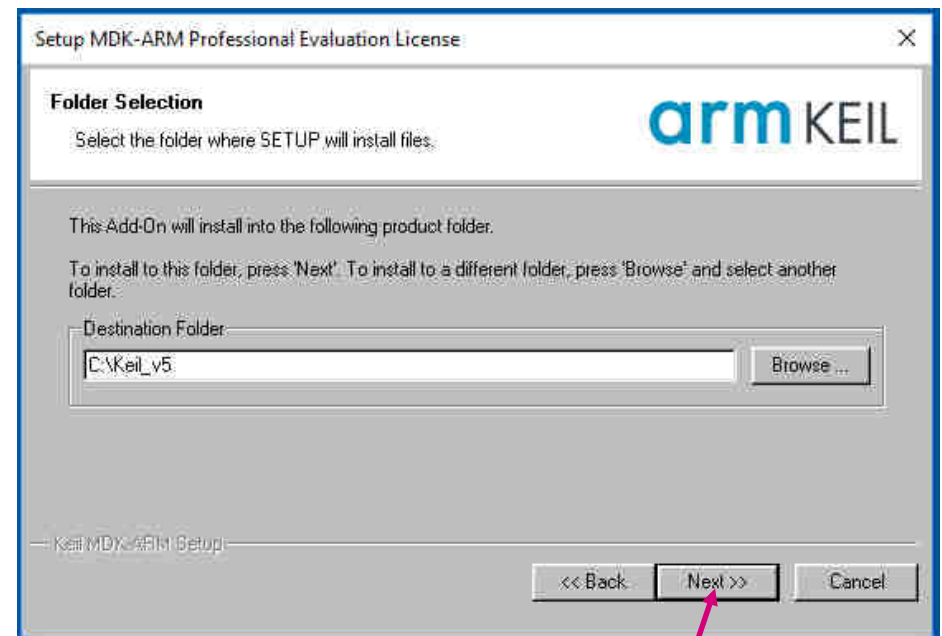 Setup MDK-ARM Professional Evaluation License
Folder Selection
Select the folder where SETUP will install files.
arm KEIL
This Add-On will install into the following product folder.
To install to this folder, press 'Next'. To install to a different folder, press 'Browse' and select another
folder.
Destination Folder
C:\Keil_v5
Browse ...
Keil MDK-ARM Setup
<< Back
Next >>
Cancel